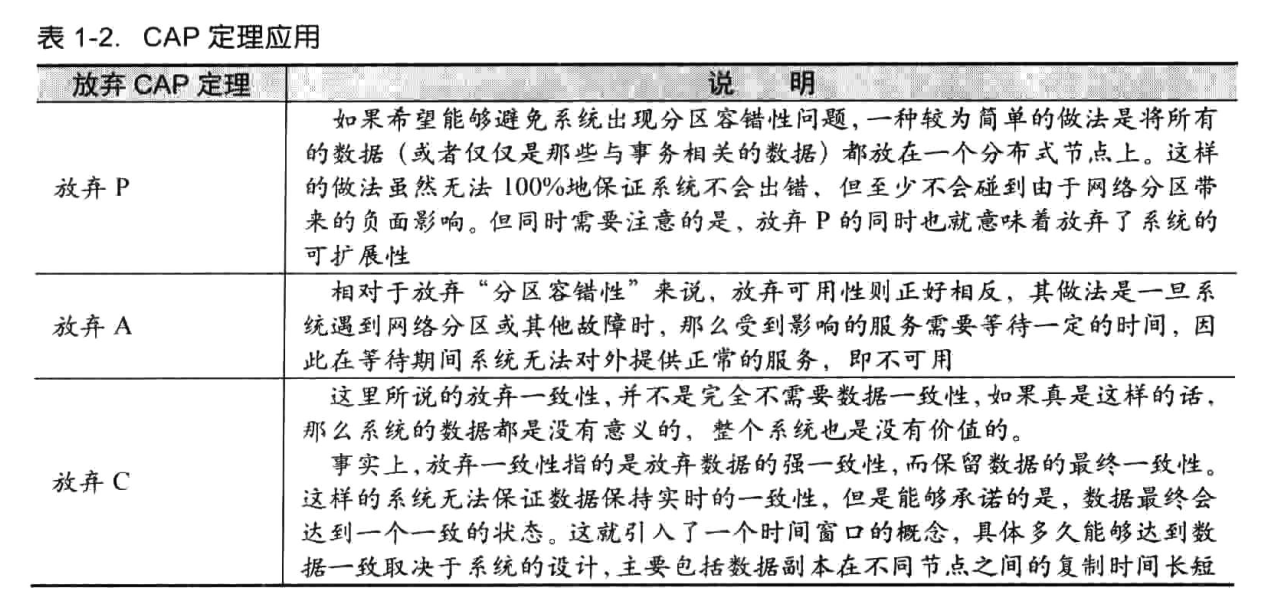 表 1-2. CAP 定理应用
放弃 CAP 定理 说 明
如果希望能够避免系统出现分区容错性问题,一种较为简单的做法是将所有
的数据（或者仅仅是那些与事务相关的数据）都放在一个分布式节点上。这样
放弃 P
的做法虽然无法 100%地保证系统不会出错，但至少不会碰到由于网络分区带
来的负面影响。但同时需要注意的是，放弃 P 的同时也就意味着放弃了系统的
可扩展性
相对于放弃“分区容错性”来说，放弃可用性则正好相反，其做法是一旦系
放弃 A
统遇到网络分区或其他故障时，那么受到影响的服务需要等待一定的时间，因
此在等待期间系统无法对外提供正常的服务，即不可用
这里所说的放弃一致性,并不是完全不需要数据一致性,如果真是这样的话，
那么系统的数据都是没有意义的，整个系统也是没有价值的。
放弃 C
事实上,放弃一致性指的是放弃数据的强一致性,而保留数据的最终一致性。
这样的系统无法保证数据保持实时的一致性，但是能够承诺的是，数据最终会
达到一个一致的状态。这就引入了一个时间窗口的概念，具体多久能够达到数
据一致取决于系统的设计,主要包括数据副本在不同节点之间的复制时间长短